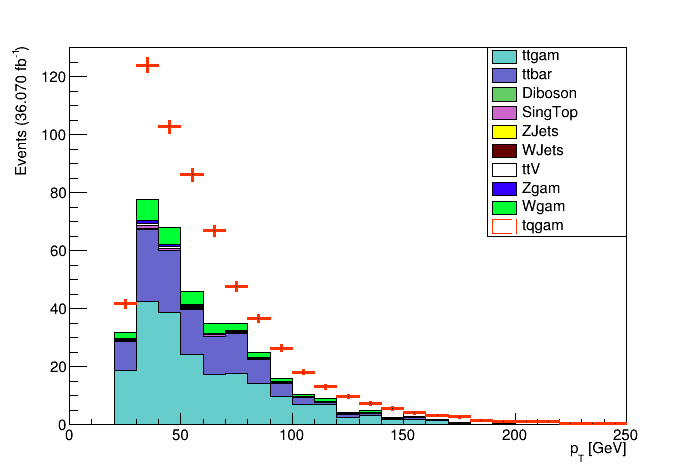 Events (36.070 fb⁻¹)
120
100
80
60
40
20
0
0 50 100 150 200 250
p_T [GeV]
ttgam
ttbar
Diboson
SingTop
ZJets
WJets
ttV
Zgam
Wgam
tqgam